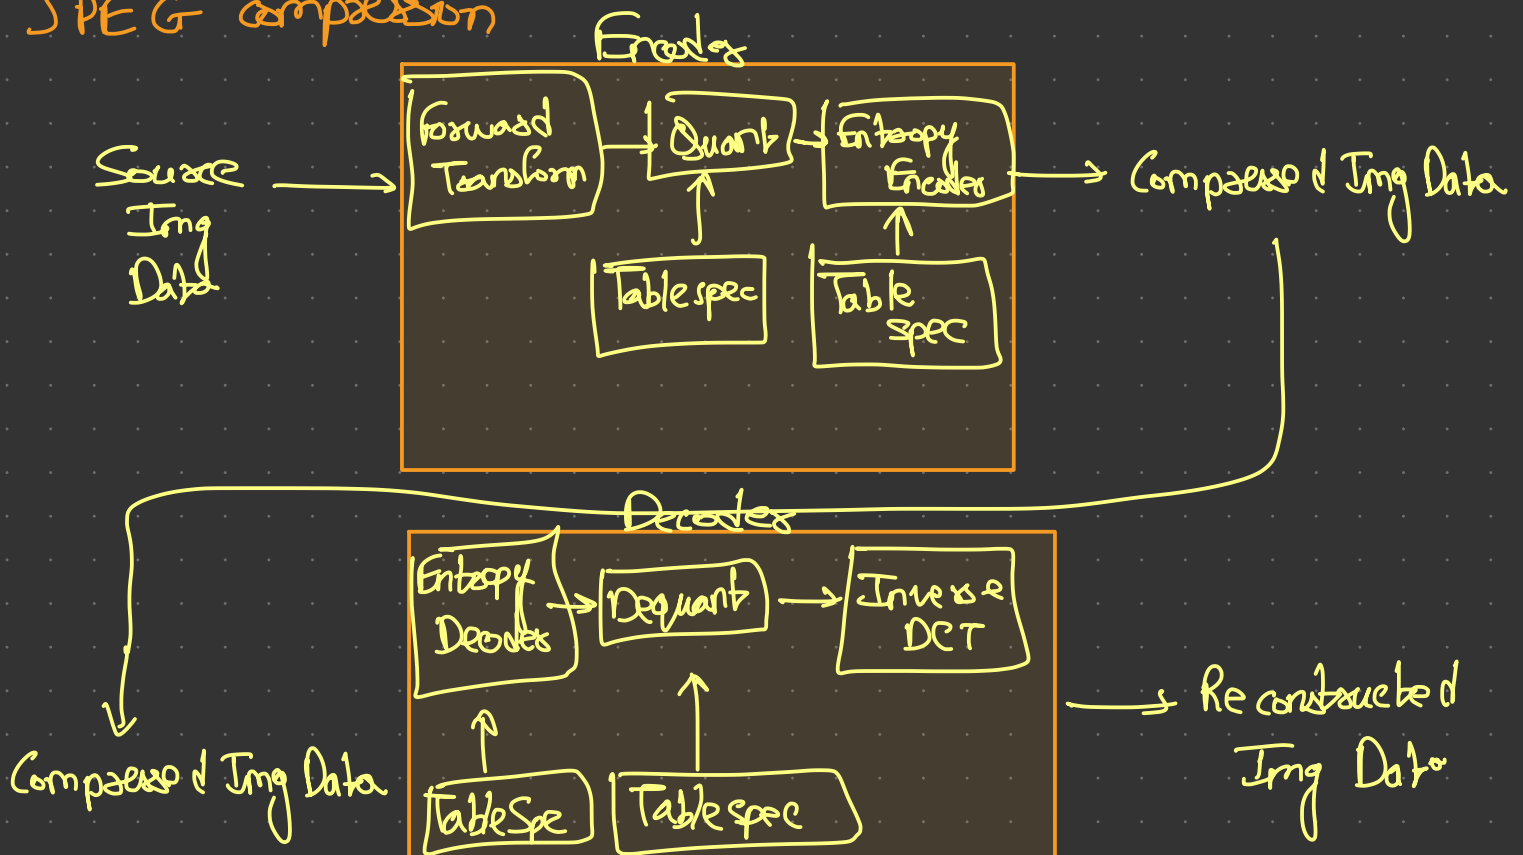 JPEG compression
Encoder
Forward
Transform
Quant
Entropy
Encoder
Source
Img
Data
Compressed Img Data
Tablespec
Table
spec
Decoder
Entropy
Decoder
Dequant
Inverse
DCT
Reconstructed
Img Data
Compressed Img Data
TableSpe
Tablespec